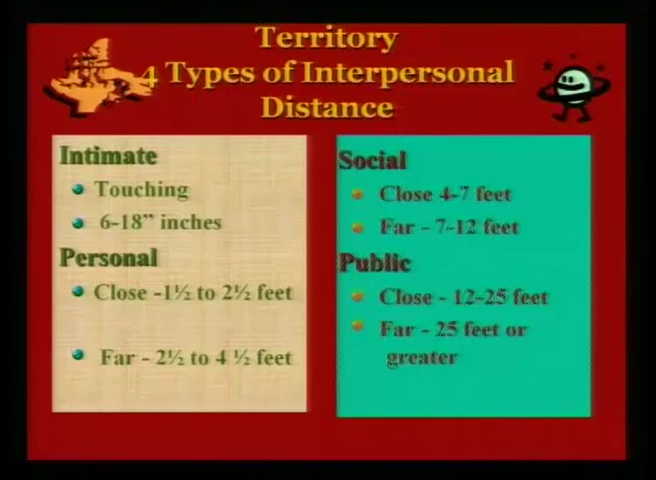 Territory
4 Types of Interpersonal
Distance
Intimate
Touching
6-18” inches
Personal
Close -1½ to 2½ feet
Far - 2½ to 4 ½ feet
Social
Close 4-7 feet
Far - 7-12 feet
Public
Close - 12-25 feet
Far - 25 feet or
greater